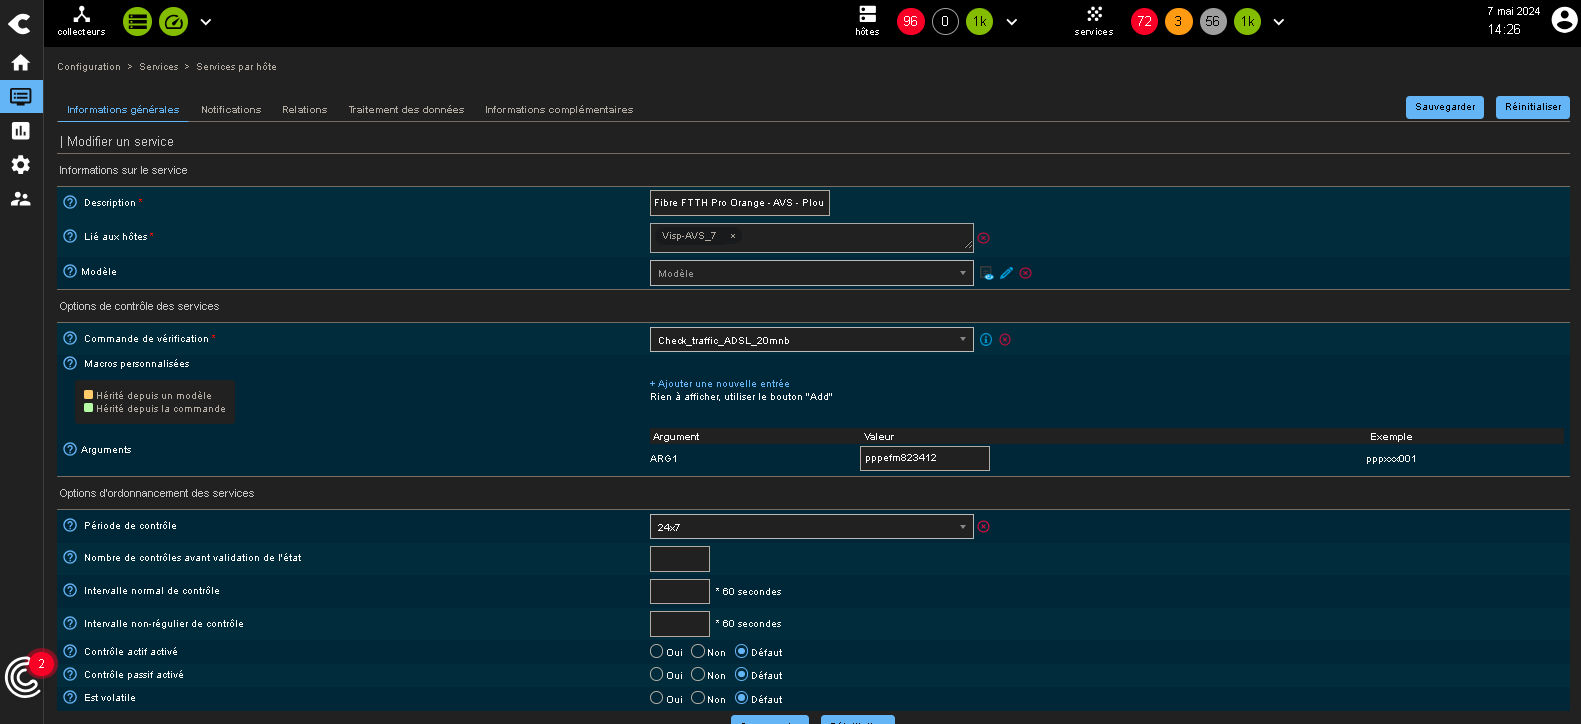 collecteurs
hôtes
96 0 1k
services
72 3 56 1k
7 mai 2024
14:26
Configuration > Services > Services par hôte
Informations générales Notifications Relations Traitement des données Informations complémentaires
Sauvegarder Réinitialiser
| Modifier un service
Informations sur le service
Description * Fibre FTTH Pro Orange - AVS - Plou
Lié aux hôtes * Visp-AVS_7 ×
Modèle Modèle
Options de contrôle des services
Commande de vérification * Check_traffic_ADSL_20mnb
Macros personnalisées
+ Ajouter une nouvelle entrée
Hérité depuis un modèle
Rien à afficher, utiliser le bouton "Add"
Hérité depuis la commande
Argument Valeur Exemple
Arguments
ARG1 pppefm823412 pppxxx001
Options d'ordonnancement des services
Période de contrôle 24x7
Nombre de contrôles avant validation de l'état
Intervalle normal de contrôle * 60 secondes
Intervalle non-régulier de contrôle * 60 secondes
Contrôle actif activé Oui Non Défaut
Contrôle passif activé Oui Non Défaut
Est volatile Oui Non Défaut
2